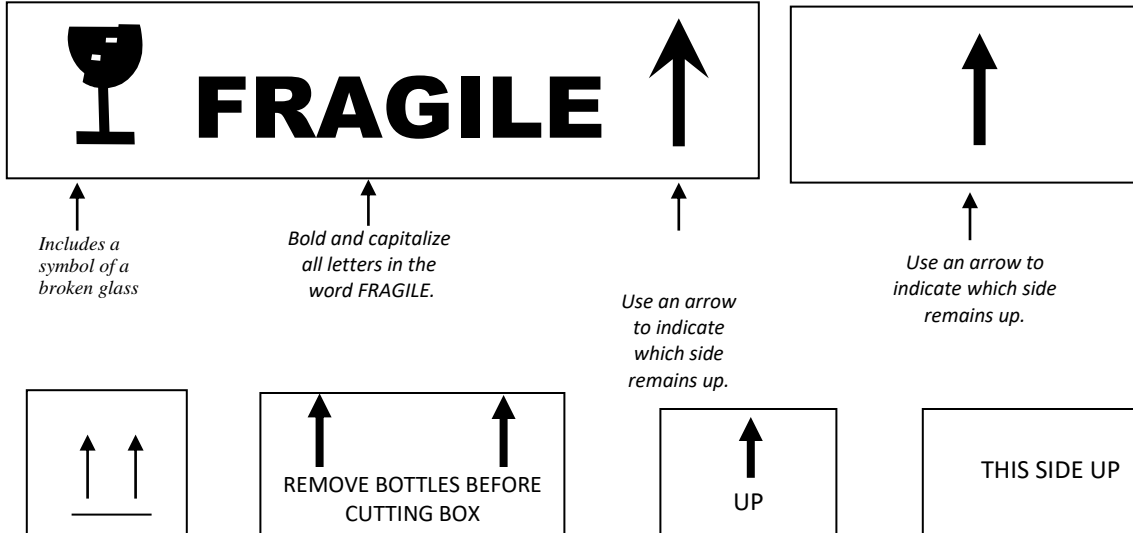 FRAGILE
Includes a
symbol of a
broken glass
Bold and capitalize
all letters in the
word FRAGILE.
Use an arrow
to indicate
which side
remains up.
Use an arrow to
indicate which side
remains up.
REMOVE BOTTLES BEFORE
CUTTING BOX
UP
THIS SIDE UP